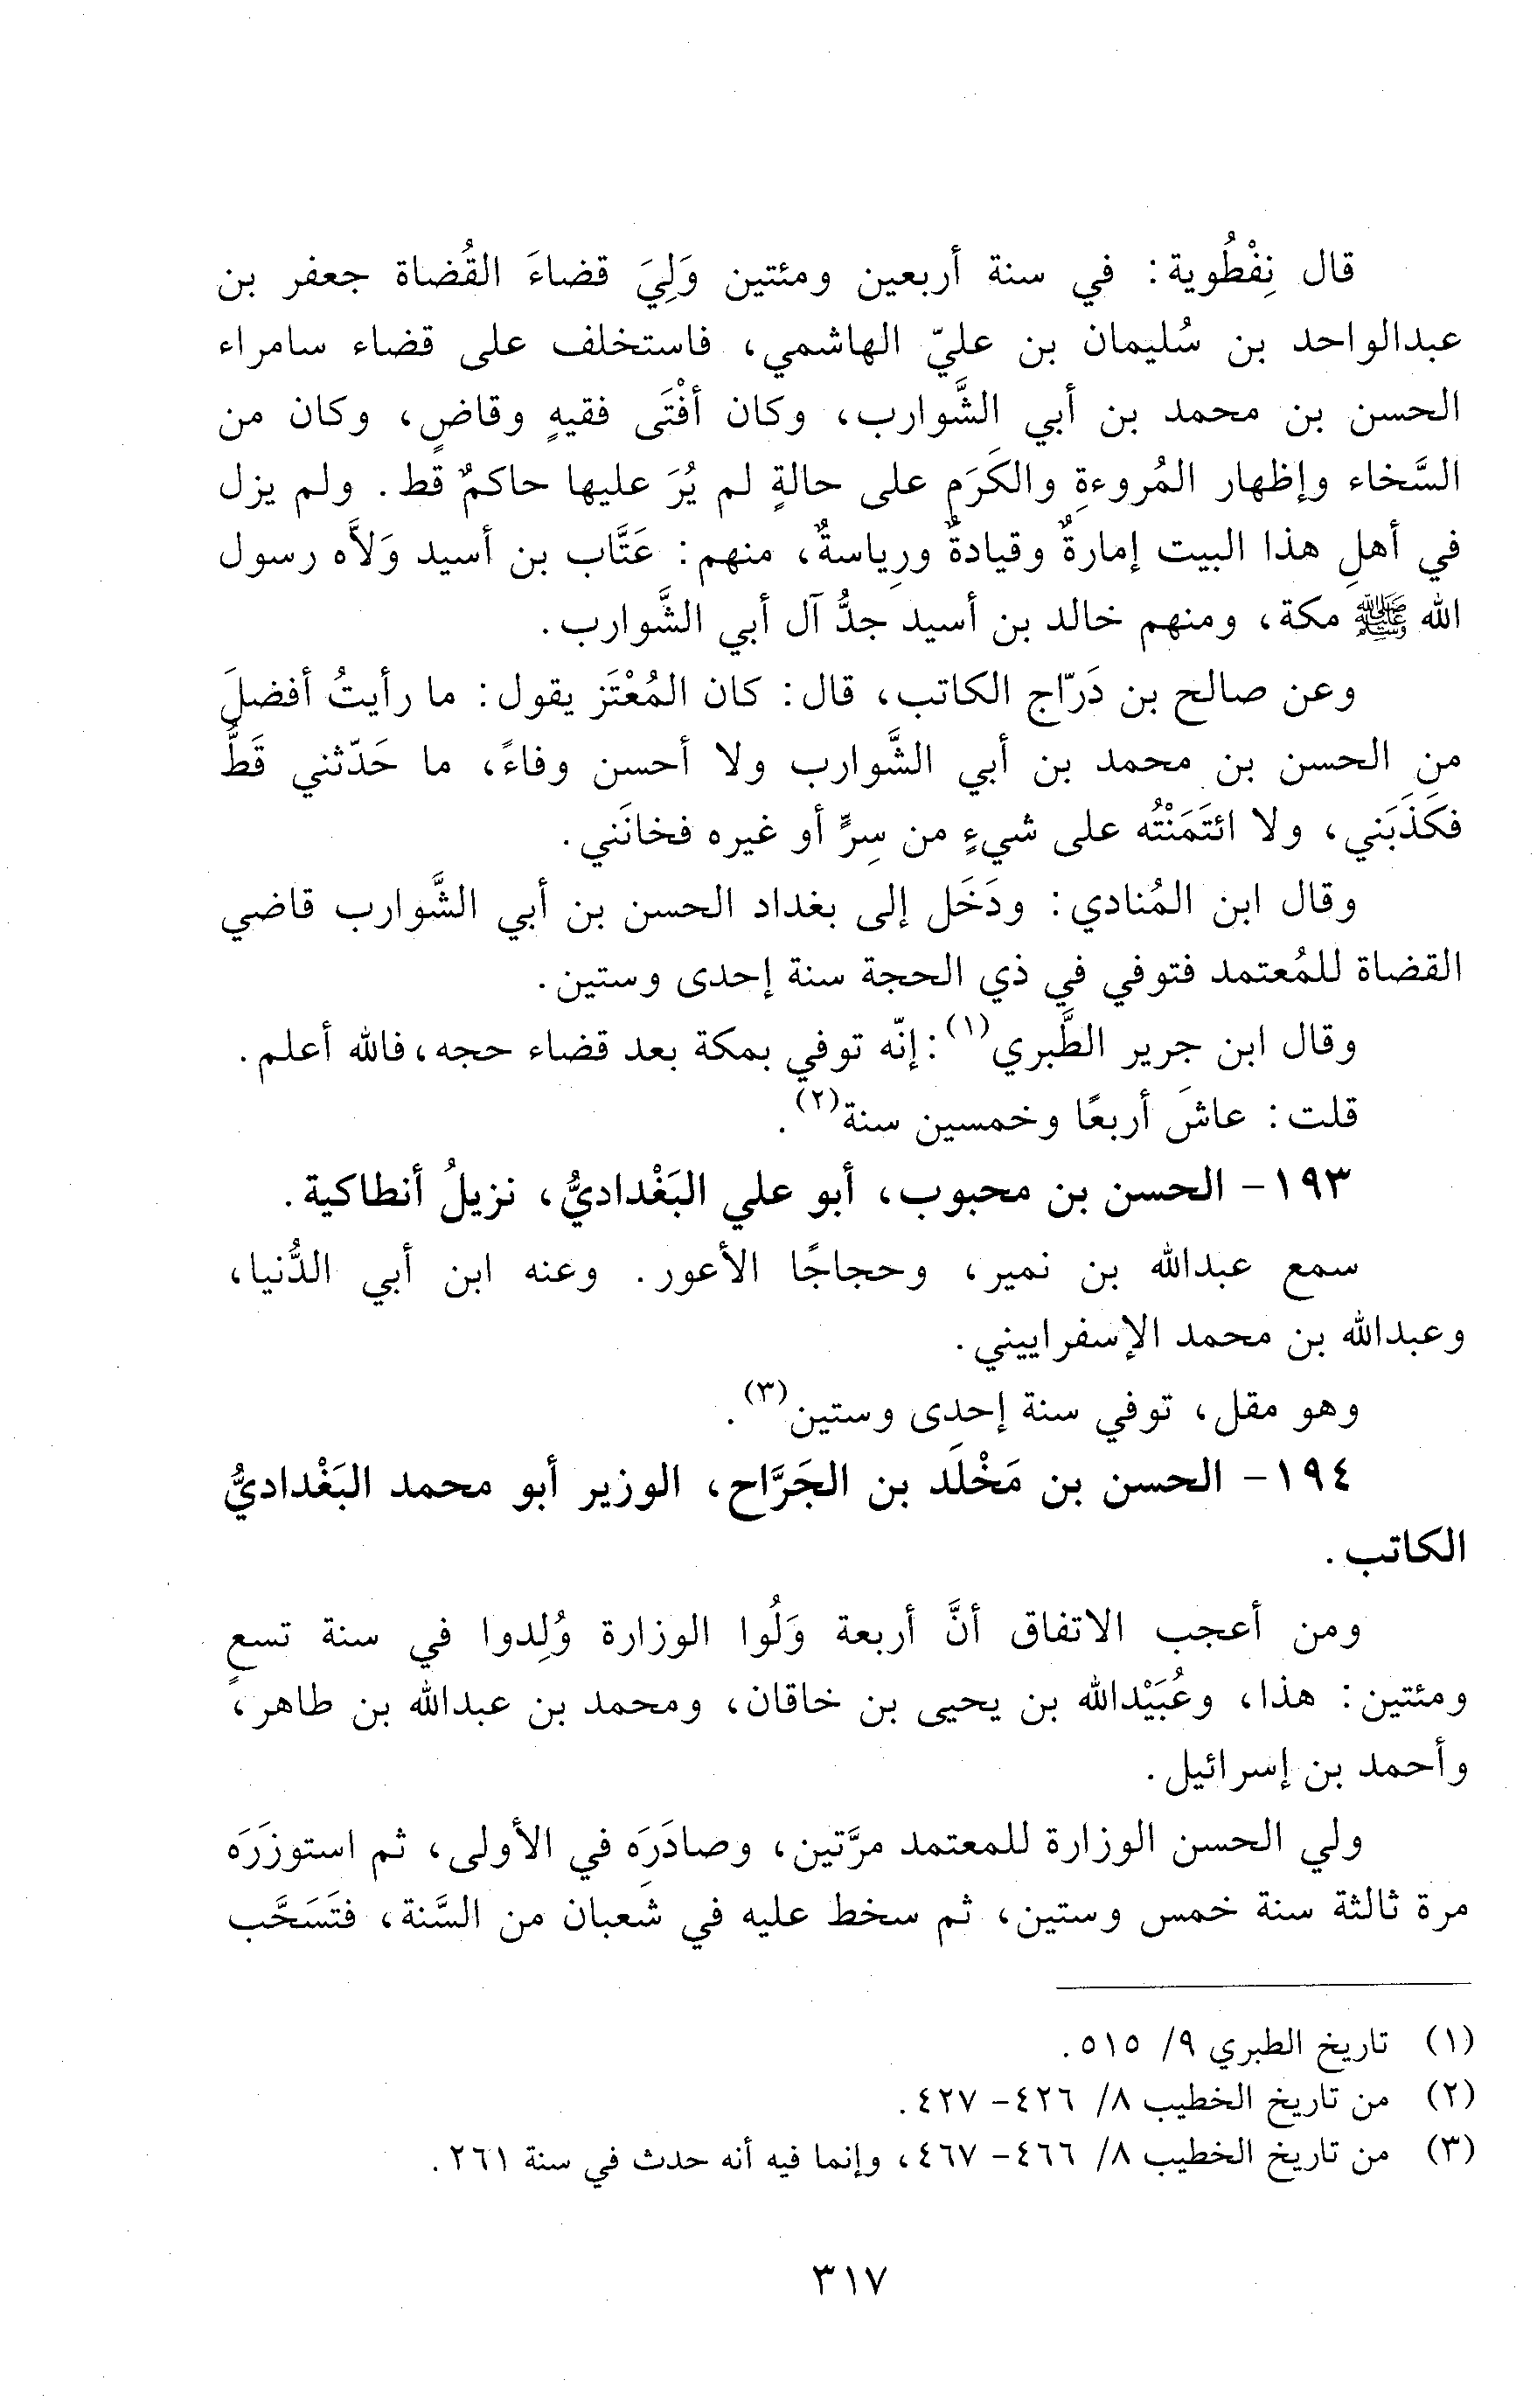 قال نِفْطُوية: في سنة أربعين ومئتين وَلِيَ قضاءَ القُضاة جعفر بن
عبدالواحد بن سُليمان بن عليّ الهاشمي، فاستخلف على قضاء سامراء
الحسن بن محمد بن أبي الشَّوارب، وكان أفْتَى فقيهٍ وقاضٍ، وكان من
السَّخاء وإظهار المُروءةِ والكَرَم على حالةٍ لم يُرَ عليها حاكمٌ قط. ولم يزل
في أهلِ هذا البيت إمارةٌ وقيادةٌ ورِياسةٌ، منهم: عَتَّاب بن أسيد وَلاَّه رسول
الله ﷺ مكة، ومنهم خالد بن أسيد جدُّ آل أبي الشَّوارب.
وعن صالح بن دَرّاج الكاتب، قال: كان المُعْتَز يقول: ما رأيتُ أفضلَ
من الحسن بن محمد بن أبي الشَّوارب ولا أحسن وفاءً، ما حَدّثني قَطُّ
فكَذَبَني، ولا ائتَمَنْتُه على شيءٍ من سِرٍّ أو غيره فخانَني.
وقال ابن المُنادي: ودَخَل إلى بغداد الحسن بن أبي الشَّوارب قاضي
القضاة للمُعتمد فتوفي في ذي الحجة سنة إحدى وستين.
وقال ابن جرير الطَّبري(١): إنّه توفي بمكة بعد قضاء حجه، فالله أعلم.
قلت: عاشَ أربعًا وخمسين سنة(٢).
١٩٣- الحسن بن محبوب، أبو علي البَغْداديُّ، نزيلُ أنطاكية.
سمع عبدالله بن نمير، وحجاجًا الأعور. وعنه ابن أبي الدُّنيا،
وعبدالله بن محمد الإسفراييني.
وهو مقل، توفي سنة إحدى وستين(٣).
١٩٤- الحسن بن مَخْلَد بن الجَرَّاح، الوزير أبو محمد البَغْداديُّ
الكاتب.
ومن أعجب الاتفاق أنَّ أربعة وَلُوا الوزارة وُلِدوا في سنة تسعٍ
ومئتين: هذا، وعُبَيْدالله بن يحيى بن خاقان، ومحمد بن عبدالله بن طاهر،
وأحمد بن إسرائيل.
ولي الحسن الوزارة للمعتمد مرَّتين، وصادَرَه في الأولى، ثم استوزَرَه
مرة ثالثة سنة خمس وستين، ثم سخط عليه في شَعبان من السَّنة، فتَسَحَّب
(١) تاريخ الطبري ٩/ ٥١٥.
(٢) من تاريخ الخطيب ٨/ ٤٢٦- ٤٢٧.
(٣) من تاريخ الخطيب ٨/ ٤٦٦- ٤٦٧، وإنما فيه أنه حدث في سنة ٢٦١.
٣١٧